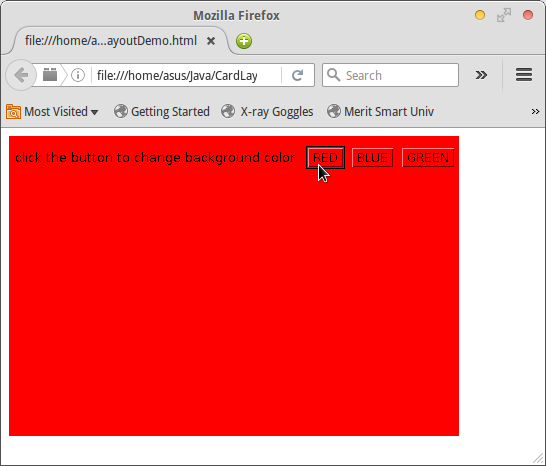 Mozilla Firefox
file:///home/a...ayoutDemo.html
file:///home/asus/Java/CardLay
Search
Most Visited
Getting Started
X-ray Goggles
Merit Smart Univ
click the button to change background color
RED
BLUE
GREEN